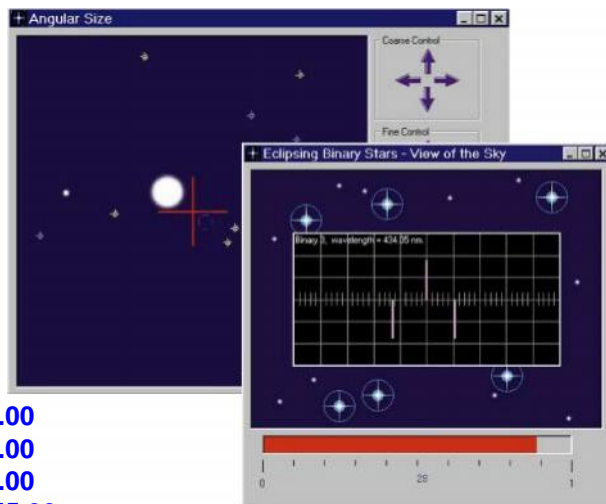 Angular Size
Coarse Control
Fine Control
Eclipsing Binary Stars - View of the Sky
Binary 3, wavelength = 434.05 nm.
.00
.00
.00
0
28
1